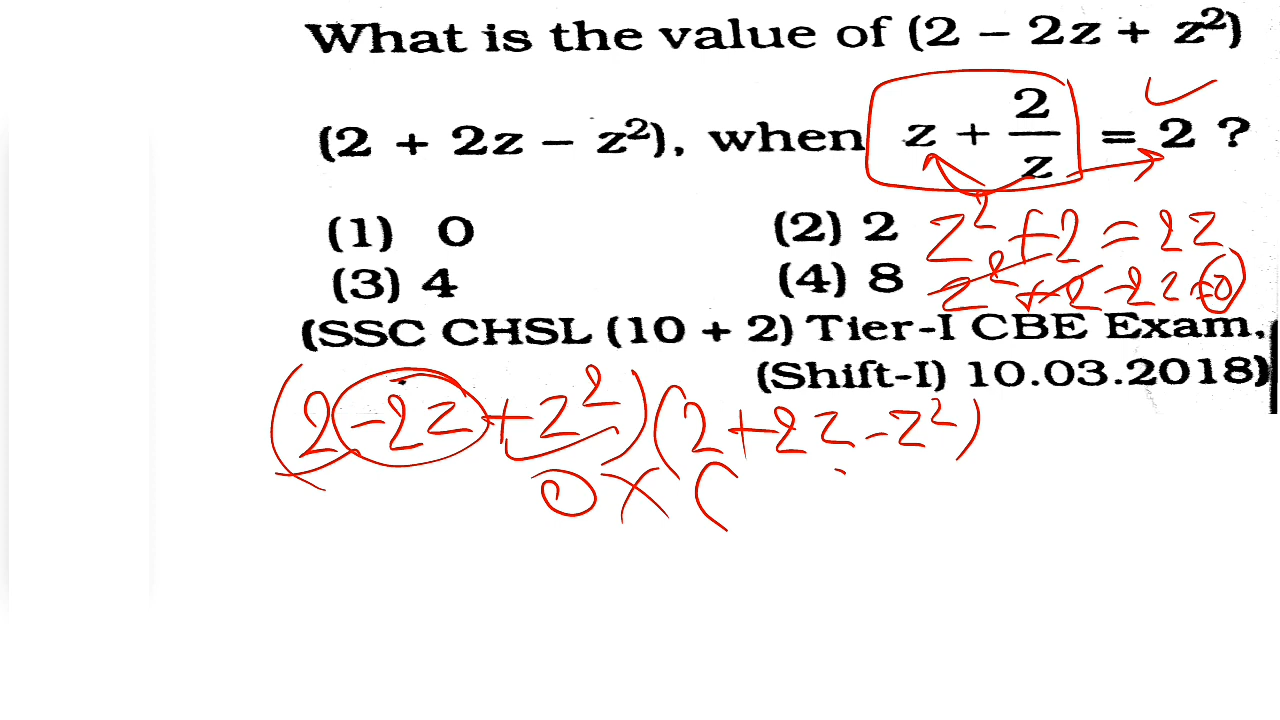 What is the value of (2 – 2z + z²)
(2 + 2z – z²), when z + 2/z = 2 ?
(1) 0 (2) 2
(3) 4 (4) 8
z² + 2 = 2z
z² + 2 - 2z = 0
(SSC CHSL (10 + 2) Tier-I CBE Exam.
(Shift-I) 10.03.2018)
(2 - 2z + z²) (2 + 2z - z²)
0 × (